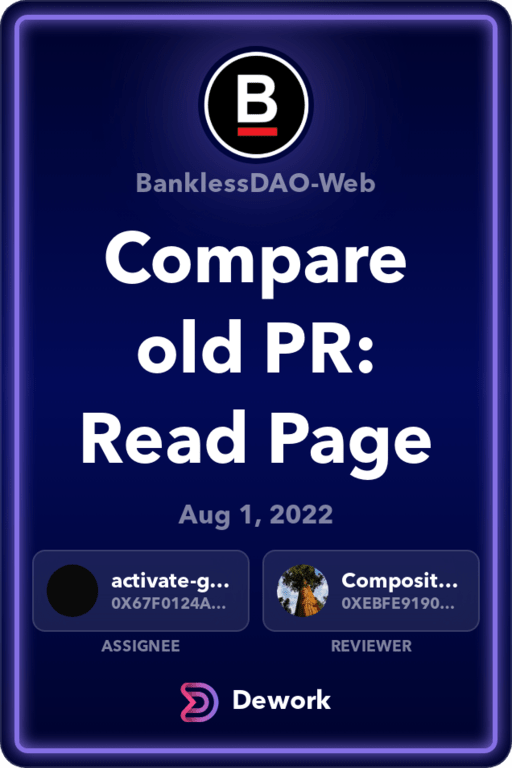 B
BanklessDAO-Web
Compare
old PR:
Read Page
Aug 1, 2022
activate-g...
0X67F0124A...
Composit...
0XEBFE9190...
ASSIGNEE
REVIEWER
Dework